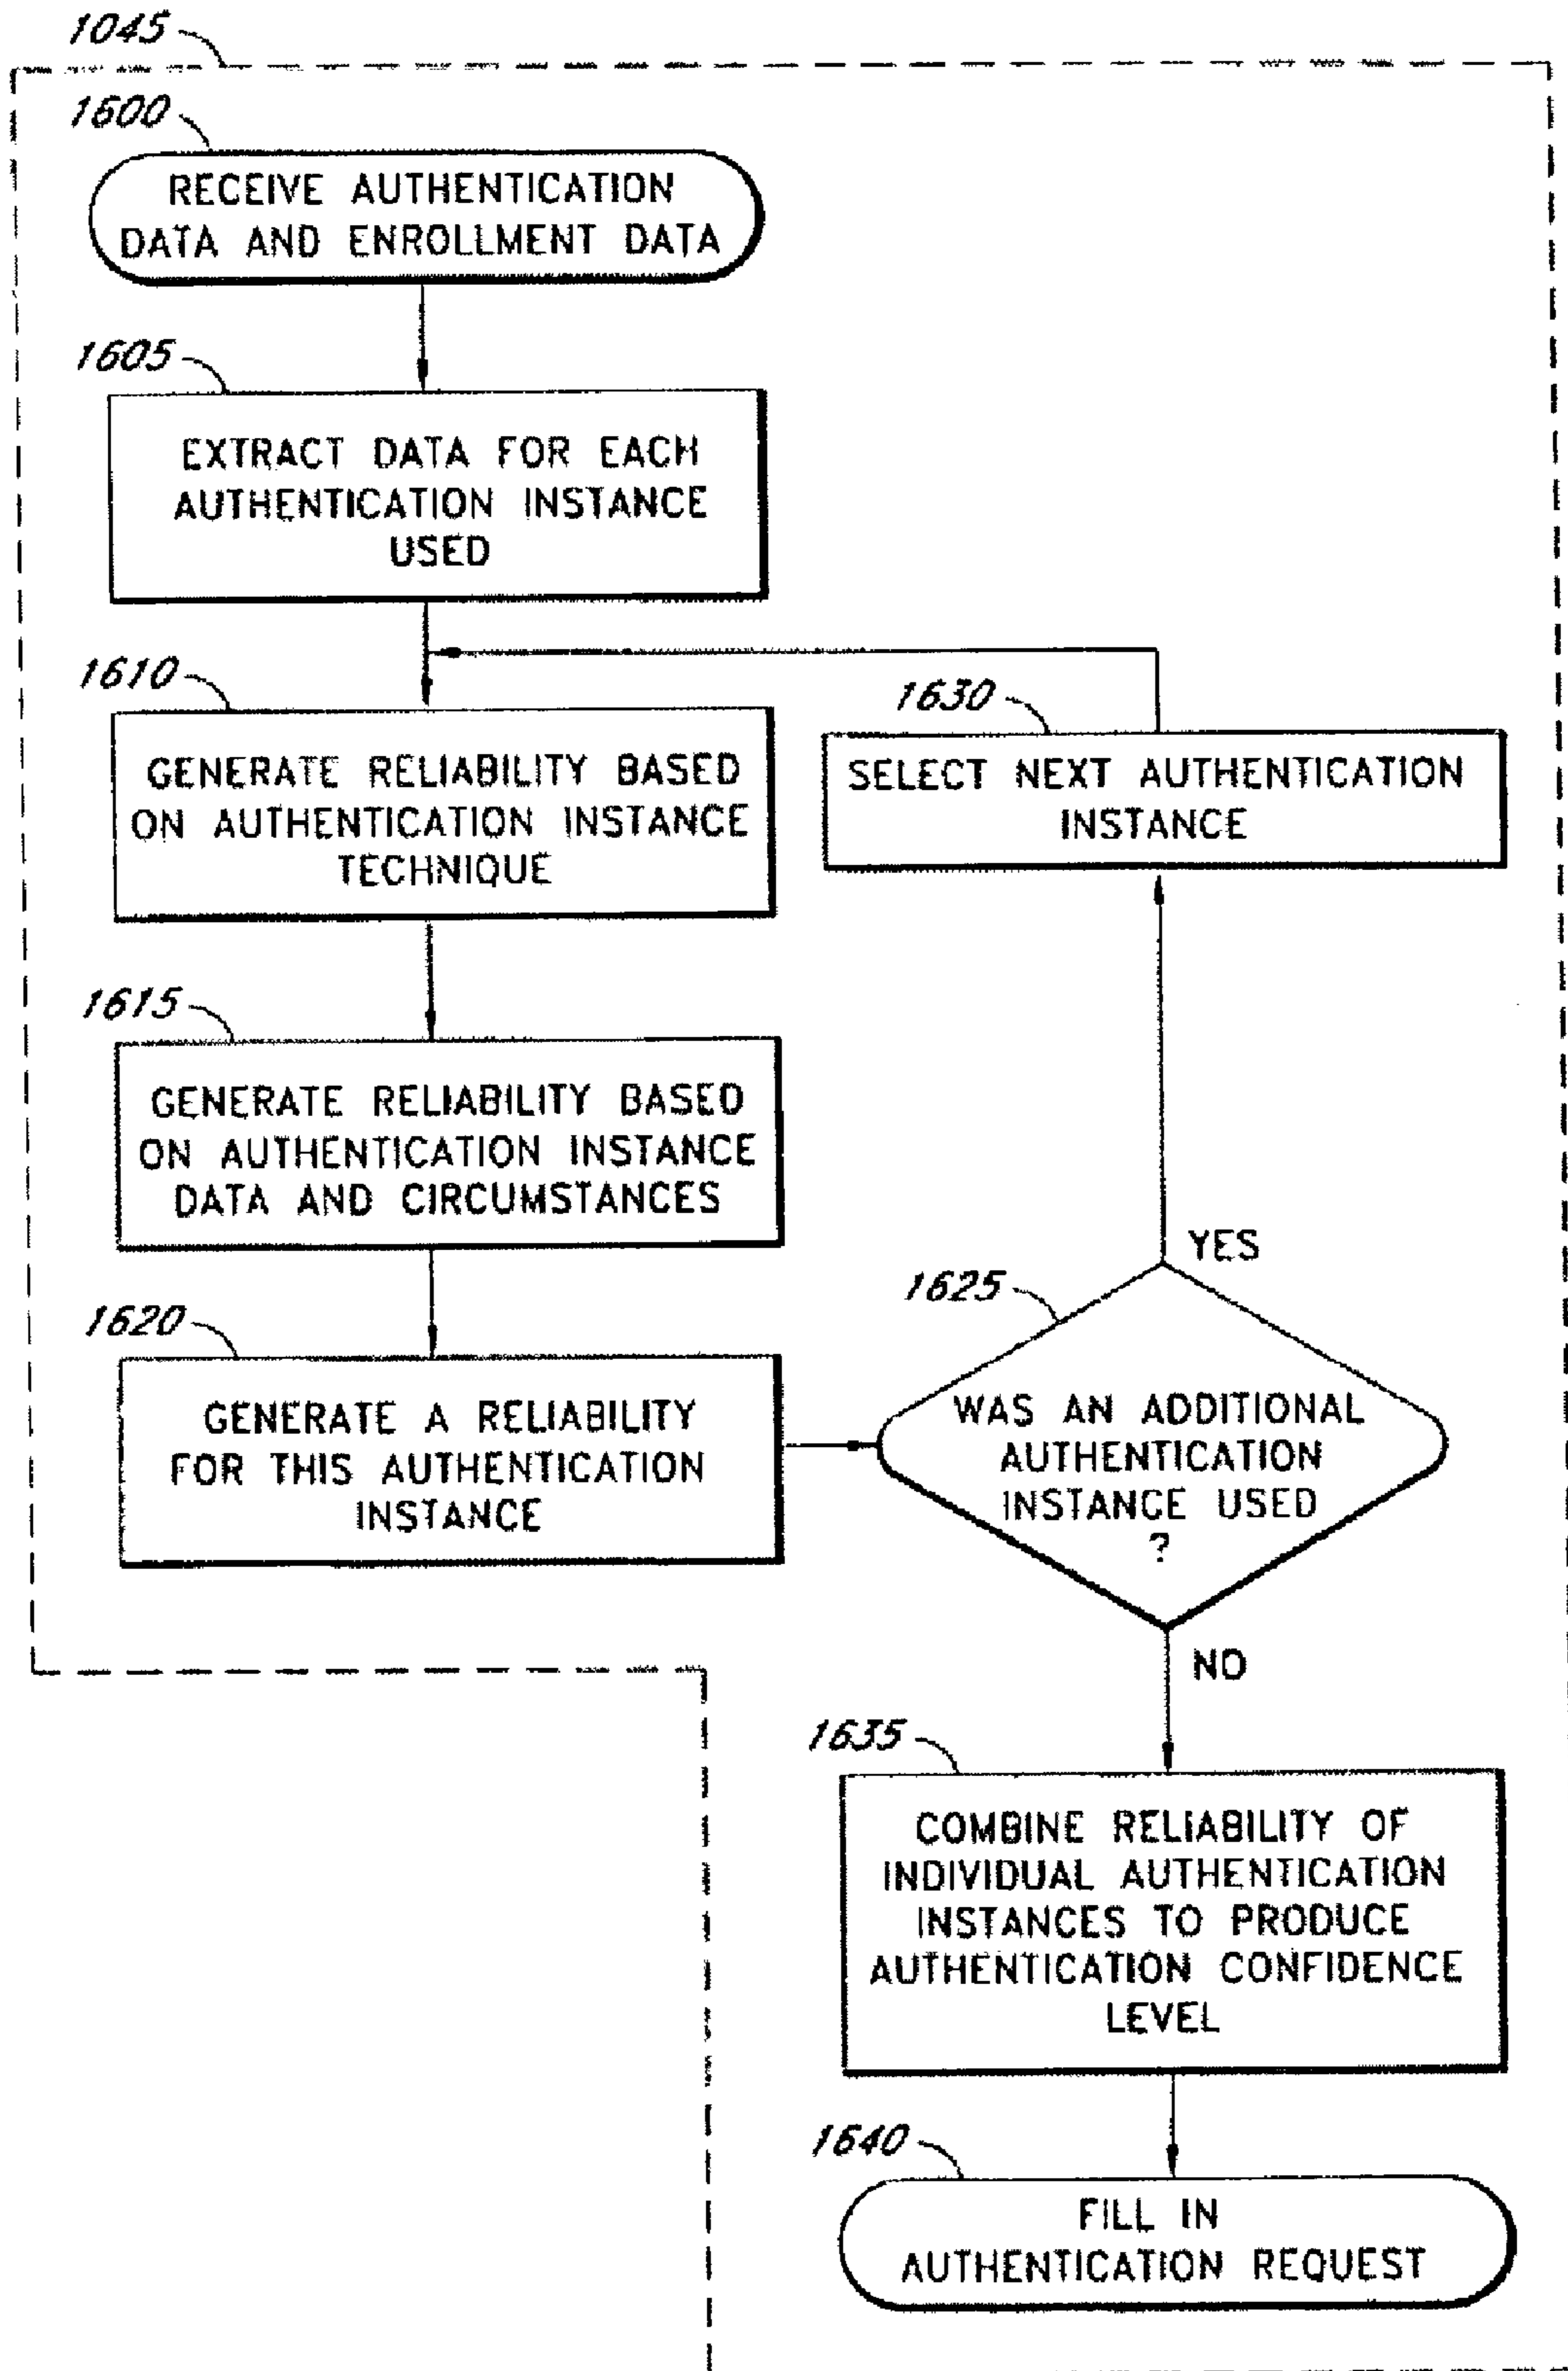 1045
1600
RECEIVE AUTHENTICATION
DATA AND ENROLLMENT DATA
1605
EXTRACT DATA FOR EACH
AUTHENTICATION INSTANCE
USED
1610
GENERATE RELIABILITY BASED
ON AUTHENTICATION INSTANCE
TECHNIQUE
1630
SELECT NEXT AUTHENTICATION
INSTANCE
1615
GENERATE RELIABILITY BASED
ON AUTHENTICATION INSTANCE
DATA AND CIRCUMSTANCES
1620
GENERATE A RELIABILITY
FOR THIS AUTHENTICATION
INSTANCE
YES
1625
WAS AN ADDITIONAL
AUTHENTICATION
INSTANCE USED
?
NO
1635
COMBINE RELIABILITY OF
INDIVIDUAL AUTHENTICATION
INSTANCES TO PRODUCE
AUTHENTICATION CONFIDENCE
LEVEL
1640
FILL IN
AUTHENTICATION REQUEST